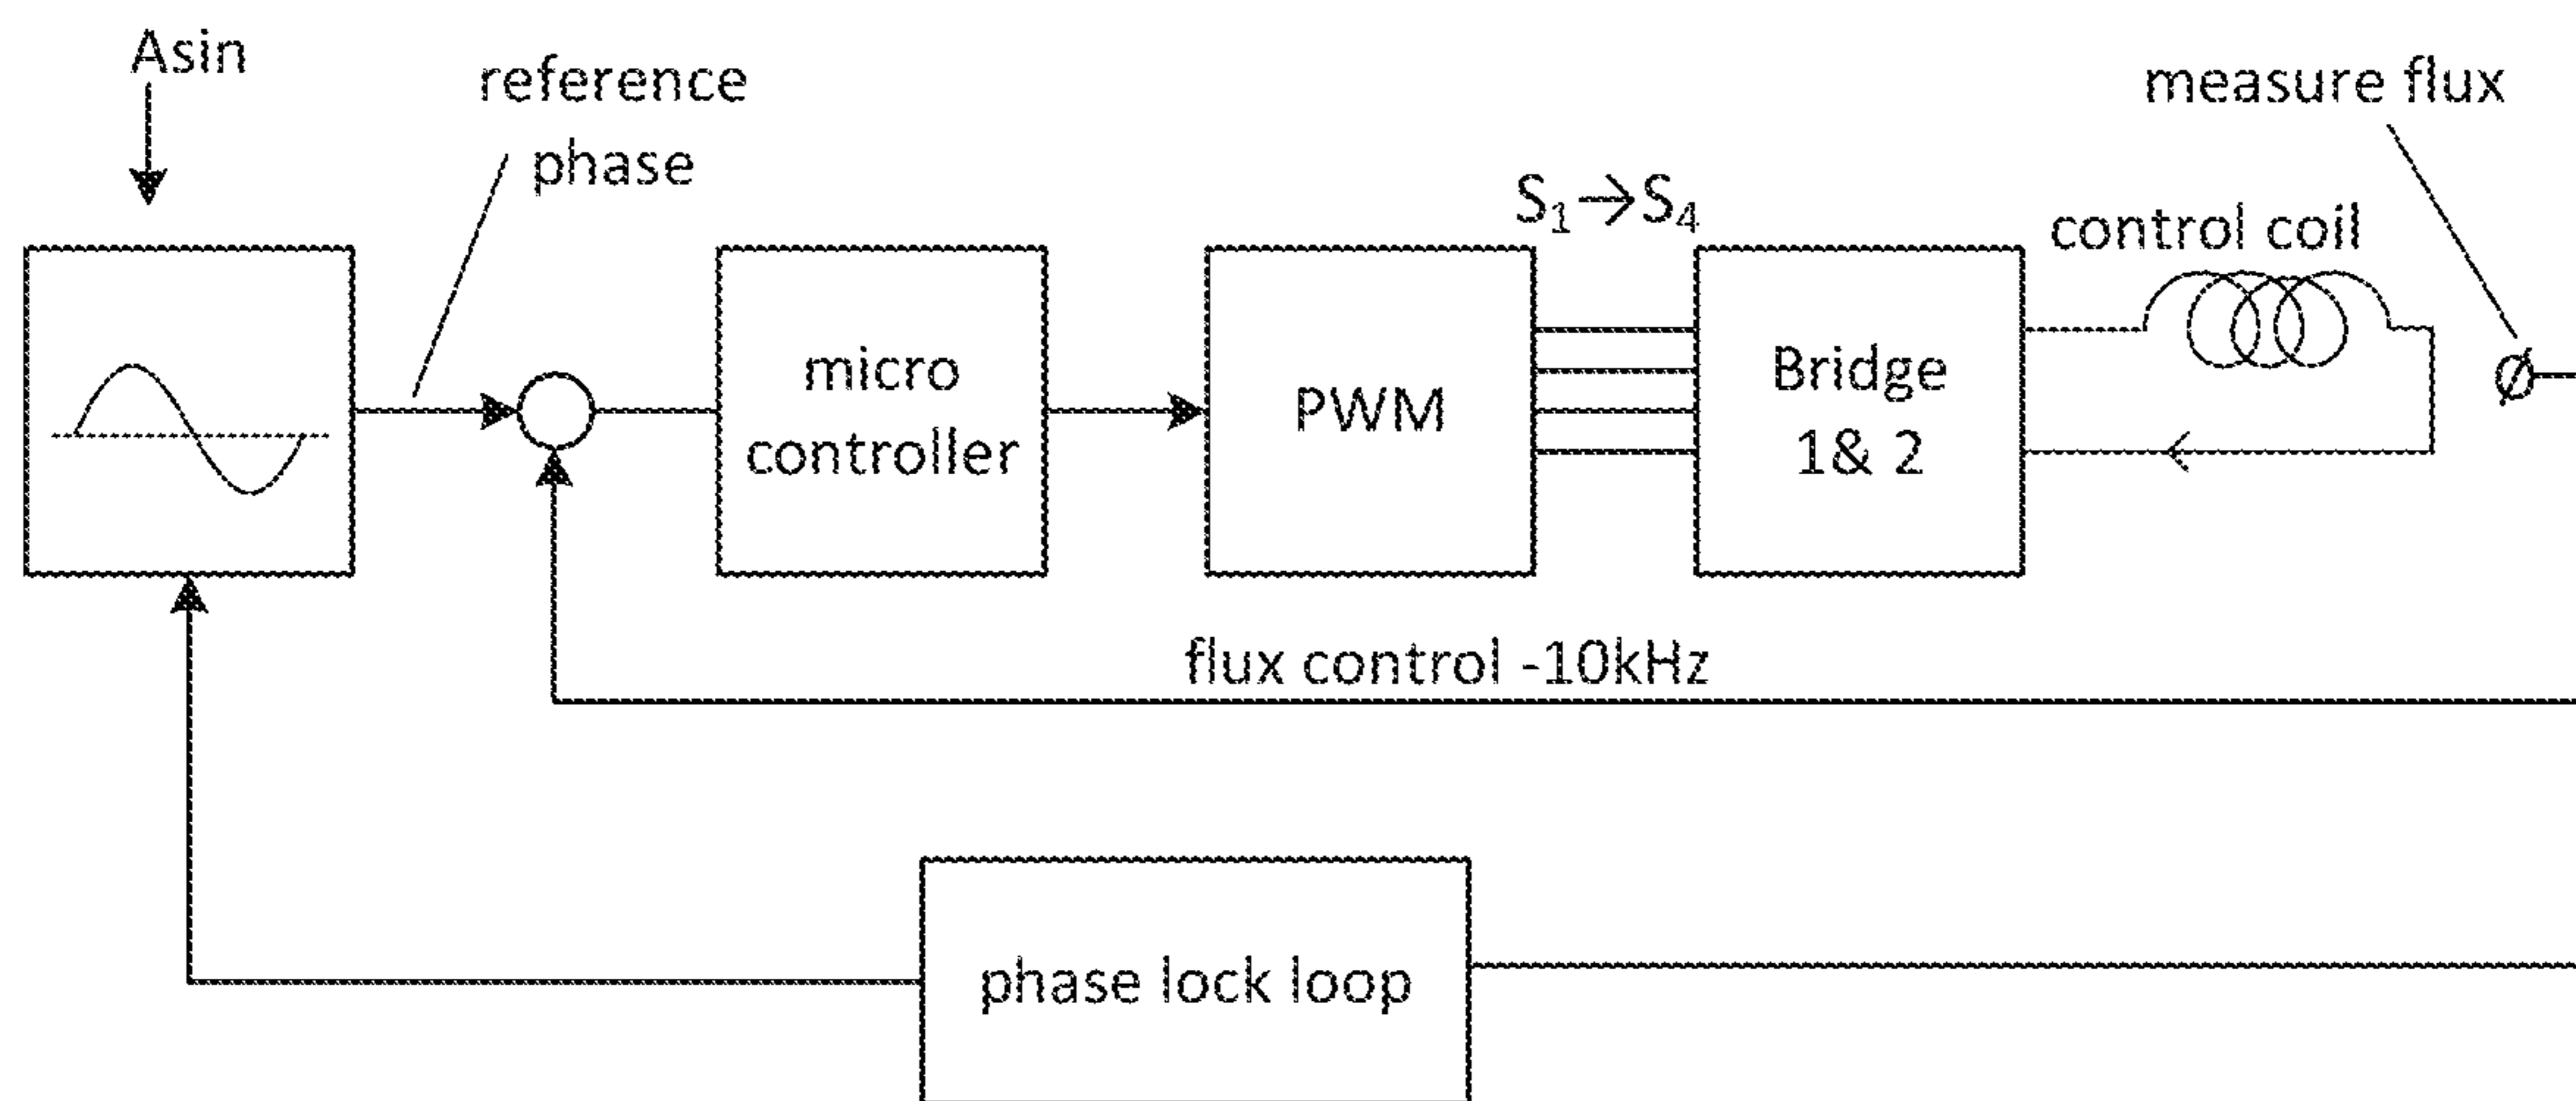 Asin
reference
phase
measure flux
S₁→S₄
control coil
micro
controller
PWM
Bridge
1& 2
Ø
flux control -10kHz
phase lock loop